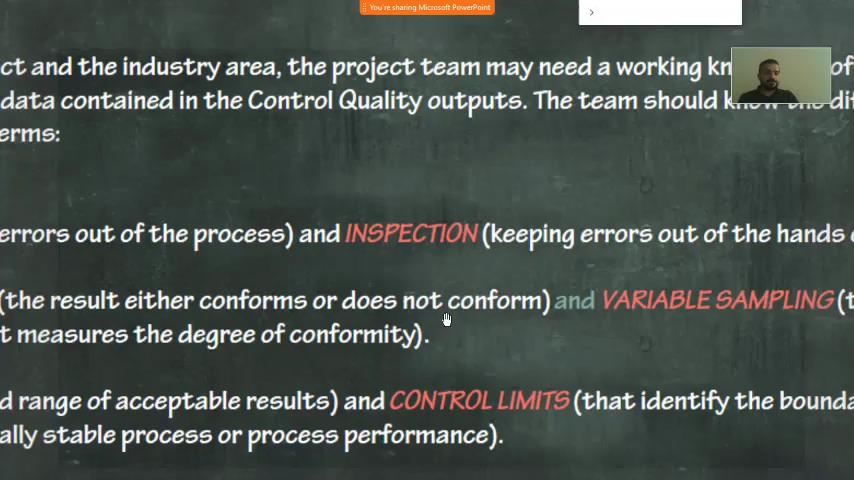 You're sharing Microsoft PowerPoint
ct and the industry area, the project team may need a working of
data contained in the Control Quality outputs. The team should know the
erms:
errors out of the process) and INSPECTION (keeping errors out of the hands
(the result either conforms or does not conform) and VARIABLE SAMPLING (t
t measures the degree of conformity).
d range of acceptable results) and CONTROL LIMITS (that identify the bounda
ally stable process or process performance).